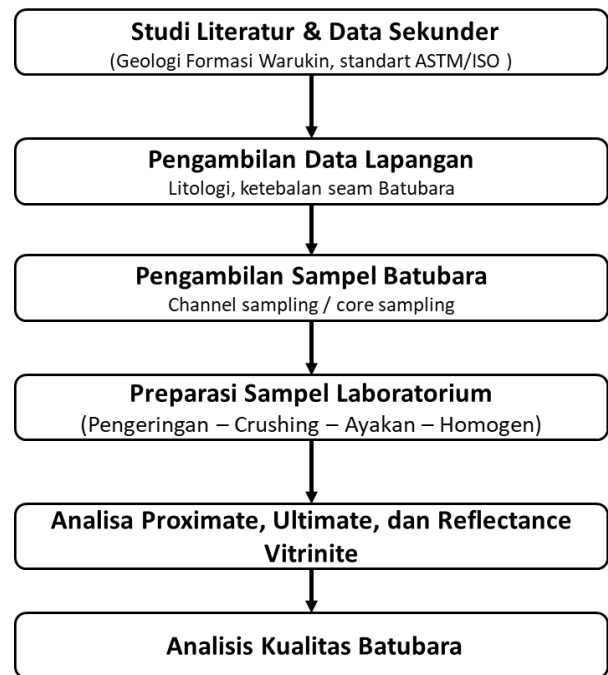 Studi Literatur & Data Sekunder
(Geologi Formasi Warukin, standart ASTM/ISO )
Pengambilan Data Lapangan
Litologi, ketebalan seam Batubara
Pengambilan Sampel Batubara
Channel sampling / core sampling
Preparasi Sampel Laboratorium
(Pengeringan – Crushing – Ayakan – Homogen)
Analisa Proximate, Ultimate, dan Reflectance
Vitrinite
Analisis Kualitas Batubara